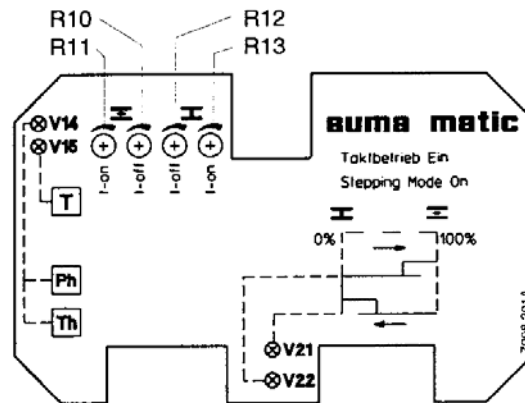 R10
R12
R11
R13
V14
V15
t-on
t-off
t-off
t-on
auma matic
Taktbetrieb Ein
Stepping Mode On
T
0%
100%
Ph
Th
V21
V22